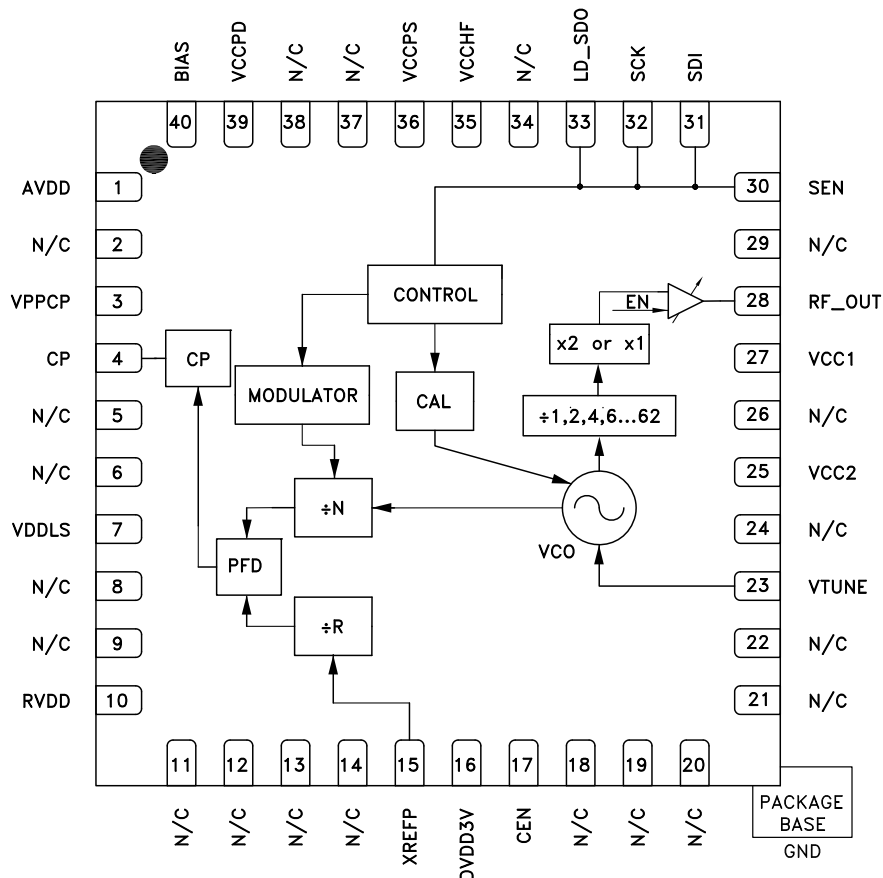 BIAS
VCCPD
N/C
N/C
VCCPS
VCCHF
N/C
LD_SDO
SCK
SDI
40
39
38
37
36
35
34
33
32
31
AVDD 1
N/C 2
VPPCP 3
CP 4
N/C 5
N/C 6
VDDLS 7
N/C 8
N/C 9
RVDD 10
30 SEN
29 N/C
28 RF_OUT
27 VCC1
26 N/C
25 VCC2
24 N/C
23 VTUNE
22 N/C
21 N/C
CONTROL
EN
x2 or x1
CP
MODULATOR
CAL
÷1,2,4,6...62
÷N
VCO
PFD
÷R
11
12
13
14
15
16
17
18
19
20
N/C
N/C
N/C
N/C
XREFP
DVDD3V
CEN
N/C
N/C
N/C
PACKAGE
BASE
GND